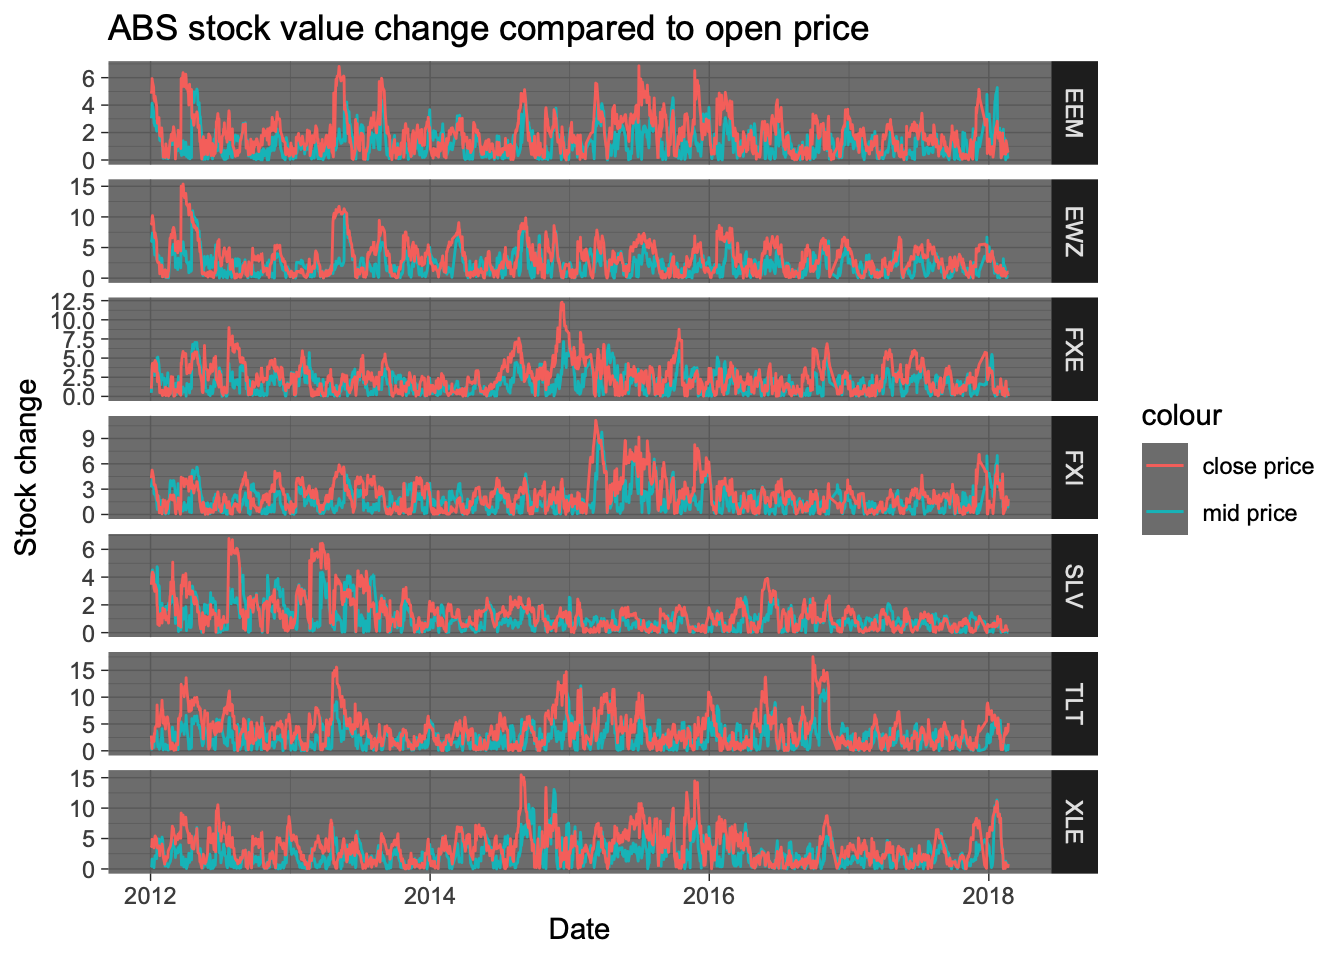 ABS stock value change compared to open price
Stock change
6
4
2
0
EEM
15
10
5
0
EWZ
12.5
10.0
7.5
5.0
2.5
0.0
FXE
9
6
3
0
FXI
6
4
2
0
SLV
15
10
5
0
TLT
15
10
5
0
XLE
2012
2014
2016
2018
Date
colour
close price
mid price